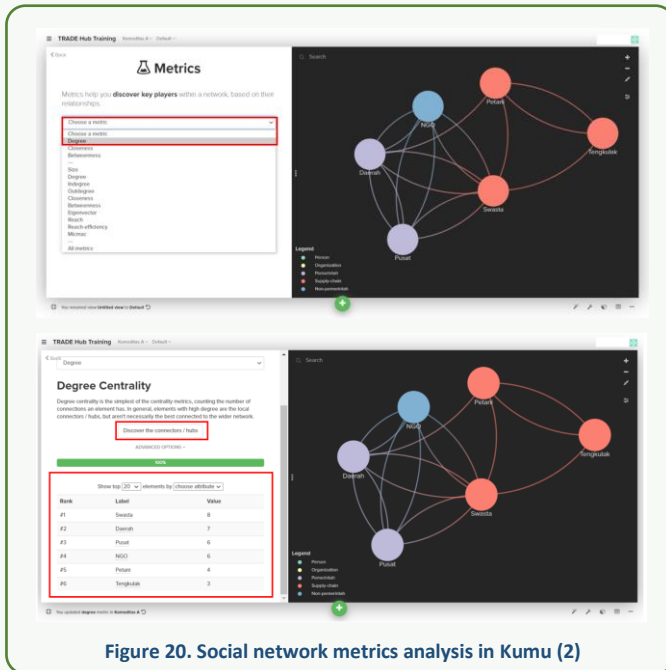 TRADE Hub Training Komoditas A Default
Back
Metrics
Metrics help you discover key players within a network, based on their
relationships.
Choose a metric
Choose a metric
Degree
Closeness
Betweenness
---
Size
Degree
Indegree
Outdegree
Closeness
Betweenness
Eigenvector
Reach
Reach-efficiency
Micmac
---
All metrics
Search
Petani
NGO
Tengkulak
Daerah
Swasta
Pusat
Legend
Person
Organization
Pemerintah
Supply-chain
Non-pemerintah
You renamed view Untitled view to Default
TRADE Hub Training Komoditas A Default
Back
Degree
Degree Centrality
Degree centrality is the simplest of the centrality metrics, counting the number of
connections an element has. In general, elements with high degree are the local
connectors / hubs, but aren't necessarily the best connected to the wider network.
Discover the connectors / hubs
ADVANCED OPTIONS
100%
Show top 20 elements by choose attribute
Rank Label Value
#1 Swasta 8
#2 Daerah 7
#3 Pusat 6
#4 NGO 6
#5 Petani 4
#6 Tengkulak 3
Search
Petani
NGO
Tengkulak
Daerah
Swasta
Pusat
Legend
Person
Organization
Pemerintah
Supply-chain
Non-pemerintah
You updated degree metric in Komoditas A
Figure 20. Social network metrics analysis in Kumu (2)